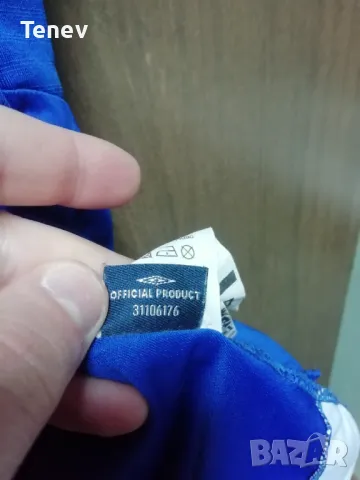 Tenev
OFFICIAL PRODUCT
31106176
BAZAR